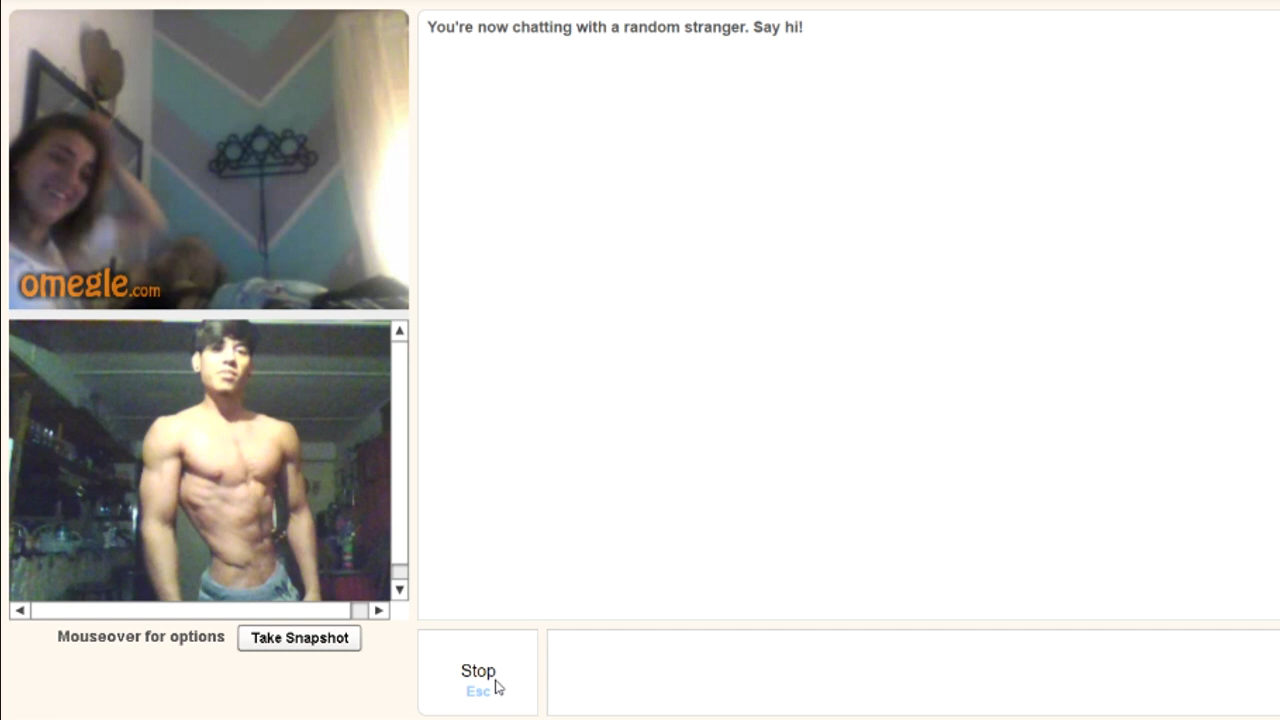 You're now chatting with a random stranger. Say hi!
omegle.com
Mouseover for options
Take Snapshot
Stop
Esc